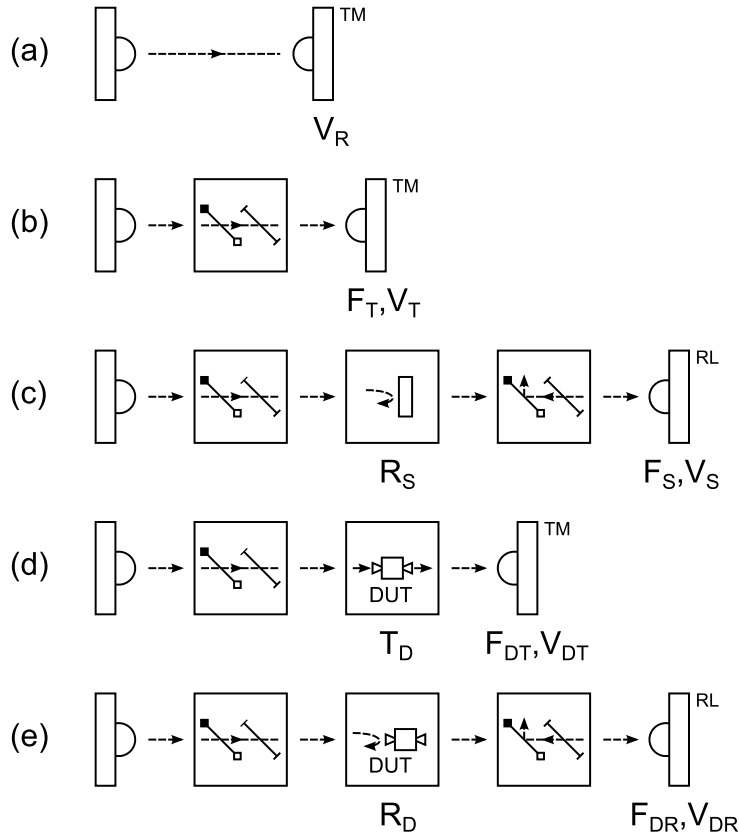 (a) TM
V_R
(b) TM
F_T,V_T
(c) RL
R_S F_S,V_S
(d) DUT TM
T_D F_DT,V_DT
(e) DUT RL
R_D F_DR,V_DR